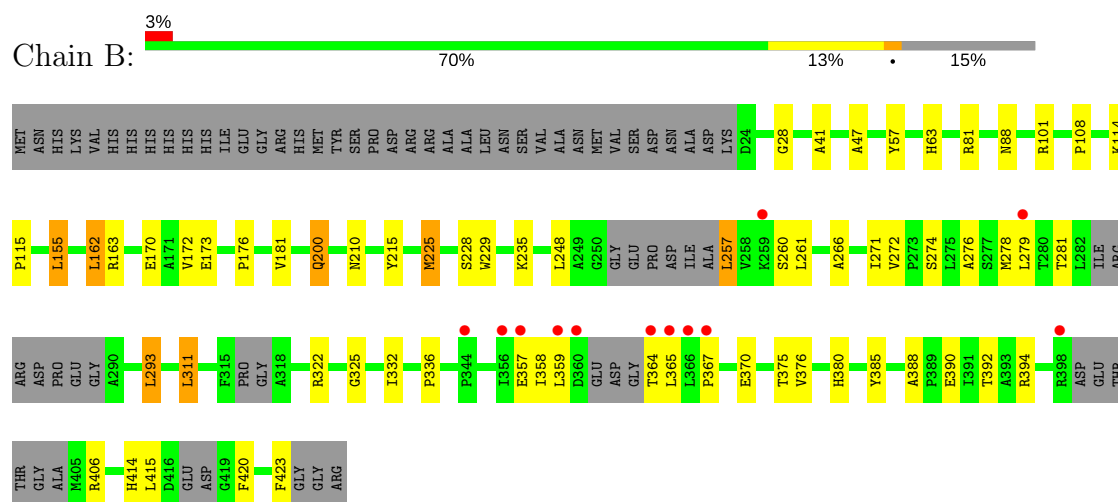 3%
Chain B:
70% 13% • 15%
MET ASN HIS LYS VAL HIS HIS HIS HIS HIS HIS ILE GLU GLY ARG HIS MET TYR SER PRO ASP ARG ARG ALA ALA LEU ASN SER VAL ALA ASN MET VAL SER ASP ASN ALA ASP LYS D24 G28 A41 A47 Y57 H63 R81 N88 R101 P108 K114
P115 L155 L162 R163 E170 A171 V172 E173 P176 V181 Q200 N210 Y215 M225 S228 W229 K235 L248 A249 G250 GLY GLU PRO ASP ILE ALA L257 V258 K259 S260 L261 A266 I271 V272 P273 S274 L275 A276 S277 M278 L279 T280 T281 L282 ILE ARG
ARG ASP PRO GLU GLY A290 L293 L311 F315 PRO GLY A318 R322 G325 I332 P336 P344 I356 E357 I358 L359 D360 GLU ASP GLY T364 L365 L366 P367 E370 T375 V376 H380 Y385 A388 P389 E390 I391 T392 A393 R394 R398 ASP GLU THR
THR GLY ALA M405 R406 H414 L415 D416 GLU ASP G419 F420 F423 GLY GLY ARG